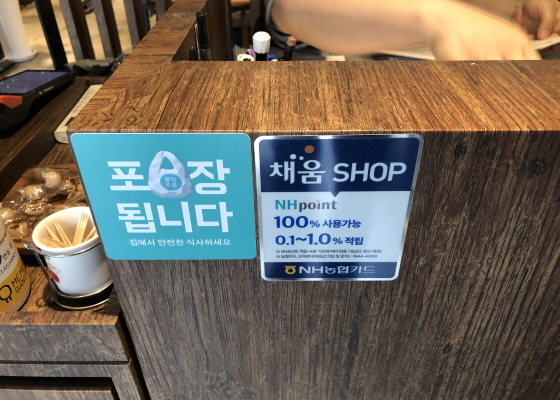 포장
됩니다
집에서 안전한 식사하세요
채움 SHOP
NHpoint
100% 사용가능
0.1~1.0% 적립
NH농협카드